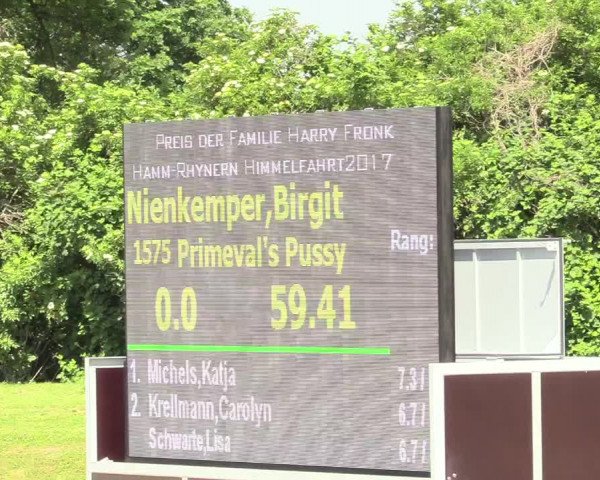 PREIS DER FAMILIE HARRY FRONK
HAMM-RHYNERN HIMMELFAHRT2017
Nienkemper,Birgit
1575 Primeval's Pussy Rang:
0.0 59.41
1. Michels,Katja 7.3/
2. Krellmann,Carolyn 6.7/
Schwarte,Lisa 6.7/